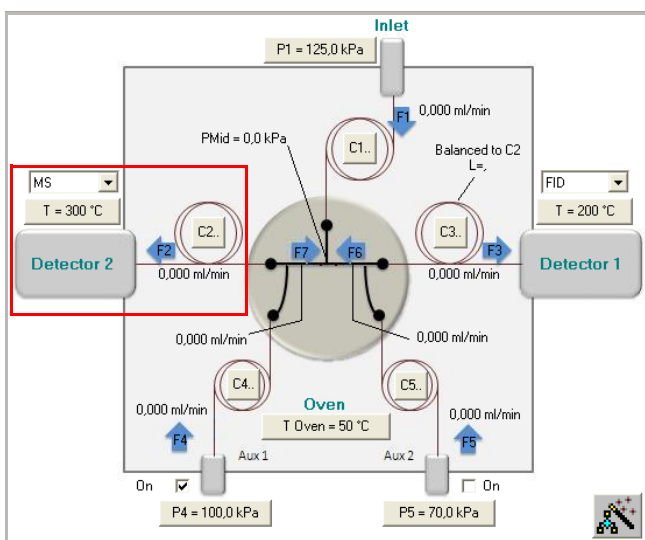 Inlet
P1 = 125,0 kPa
0,000 ml/min
F1
PMid = 0,0 kPa
C1..
Balanced to C2
L=,
MS
FID
T = 300 °C
T = 200 °C
C2..
C3..
F2
F7
F6
F3
Detector 2
Detector 1
0,000 ml/min
0,000 ml/min
0,000 ml/min
0,000 ml/min
C4..
C5..
Oven
0,000 ml/min
0,000 ml/min
T Oven = 50 °C
F4
F5
Aux 1
Aux 2
On
On
P4 = 100,0 kPa
P5 = 70,0 kPa